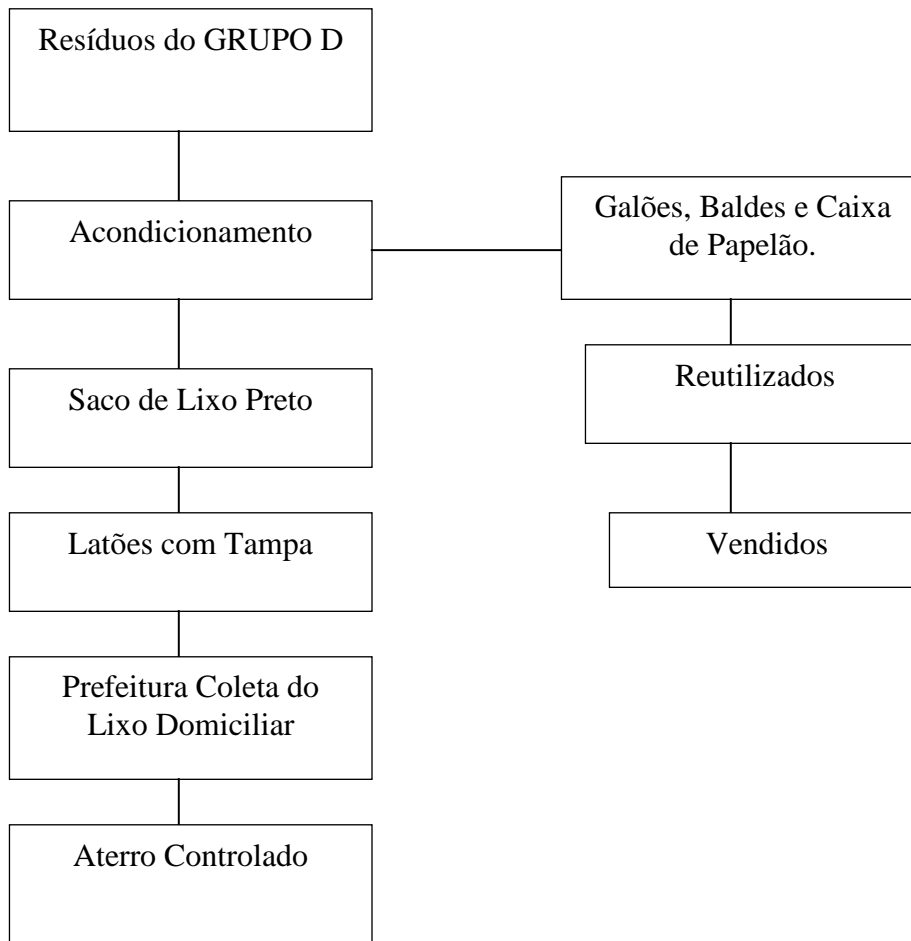 Resíduos do GRUPO D
Acondicionamento
Galões, Baldes e Caixa
de Papelão.
Saco de Lixo Preto
Reutilizados
Latões com Tampa
Vendidos
Prefeitura Coleta do
Lixo Domiciliar
Aterro Controlado